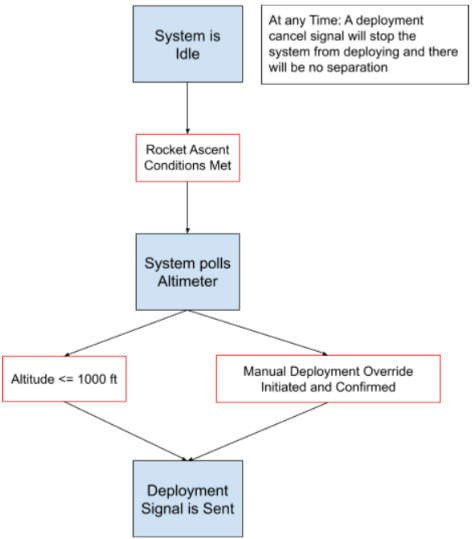 System is
Idle
At any Time: A deployment
cancel signal will stop the
system from deploying and there
will be no separation
Rocket Ascent
Conditions Met
System polls
Altimeter
Altitude <= 1000 ft
Manual Deployment Override
Initiated and Confirmed
Deployment
Signal is Sent